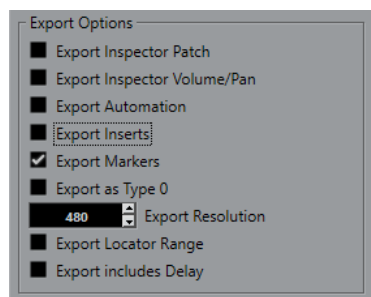 Export Options
Export Inspector Patch
Export Inspector Volume/Pan
Export Automation
Export Inserts
Export Markers
Export as Type 0
480 Export Resolution
Export Locator Range
Export includes Delay